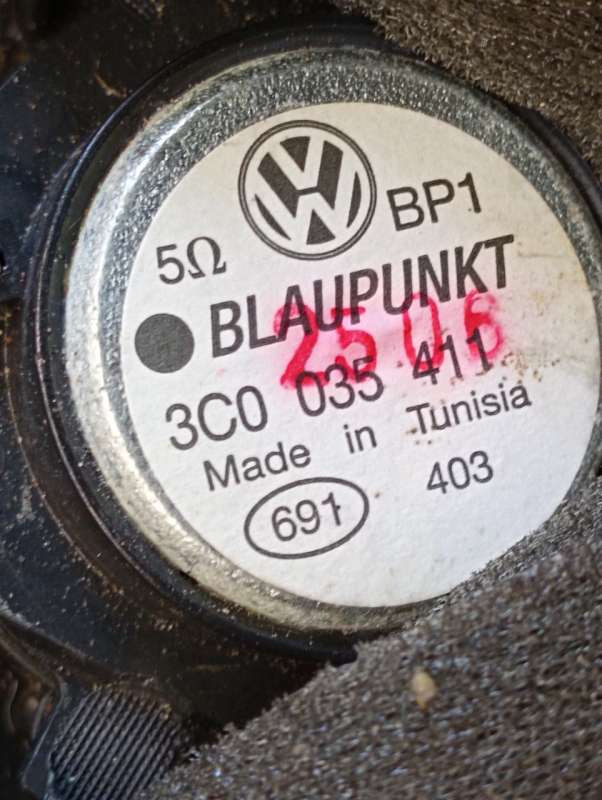 5Ω BP1
BLAUPUNKT
2506
3C0 035 411
Made in Tunisia
691 403